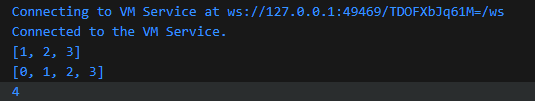 Connecting to VM Service at ws://127.0.0.1:49469/TDOFXbJq61M=/ws
Connected to the VM Service.
[1, 2, 3]
[0, 1, 2, 3]
4